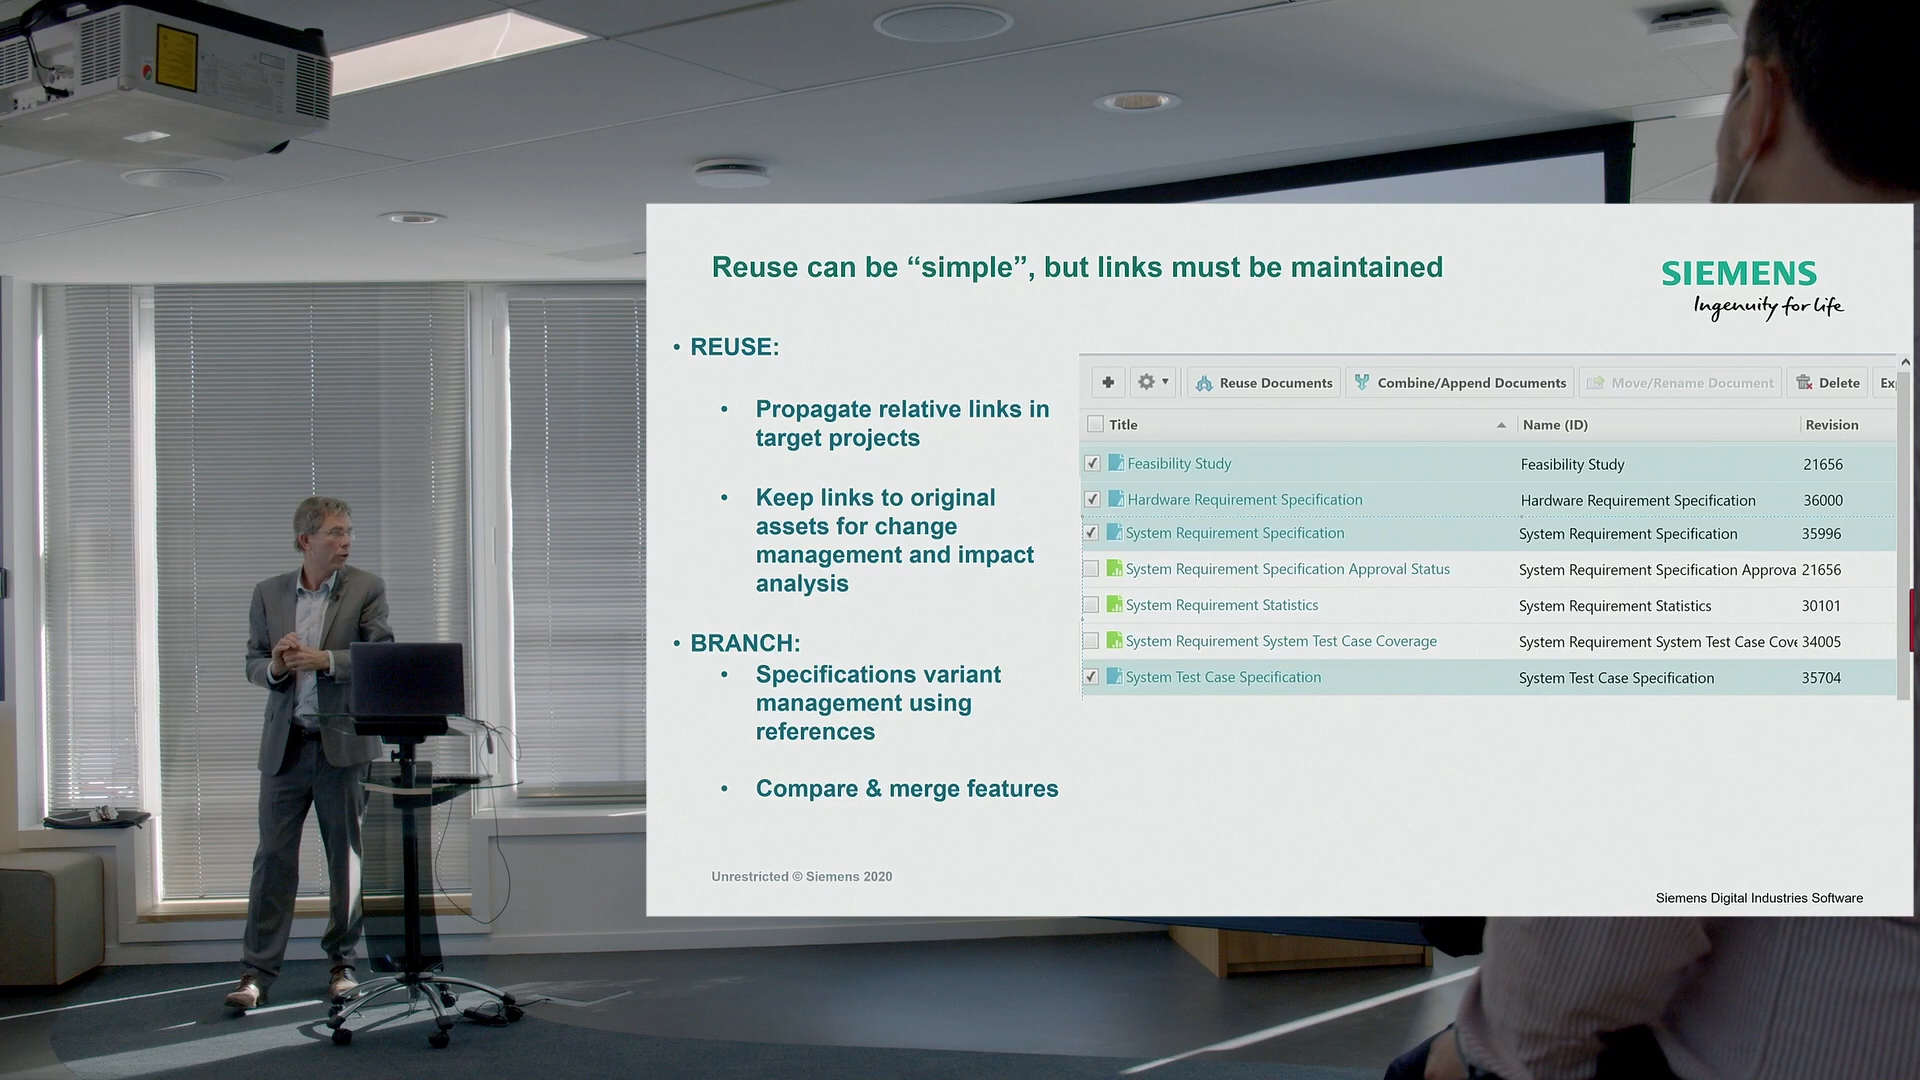 Reuse can be “simple”, but links must be maintained
SIEMENS
Ingenuity for life
• REUSE:
• Propagate relative links in
target projects
• Keep links to original
assets for change
management and impact
analysis
• BRANCH:
• Specifications variant
management using
references
• Compare & merge features
Reuse Documents Combine/Append Documents Move/Rename Document Delete Ex
Title Name (ID) Revision
Feasibility Study Feasibility Study 21656
Hardware Requirement Specification Hardware Requirement Specification 36000
System Requirement Specification System Requirement Specification 35996
System Requirement Specification Approval Status System Requirement Specification Approva 21656
System Requirement Statistics System Requirement Statistics 30101
System Requirement System Test Case Coverage System Requirement System Test Case Cove 34005
System Test Case Specification System Test Case Specification 35704
Unrestricted © Siemens 2020
Siemens Digital Industries Software